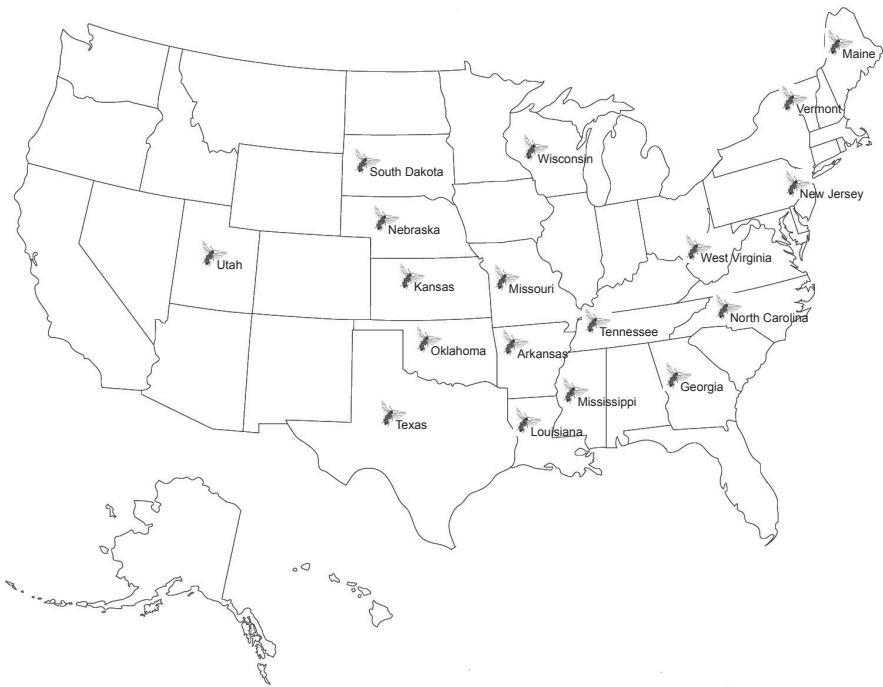 Maine
Vermont
Wisconsin
South Dakota
New Jersey
Nebraska
West Virginia
Utah
Kansas
Missouri
North Carolina
Tennessee
Oklahoma
Arkansas
Georgia
Mississippi
Texas
Louisiana